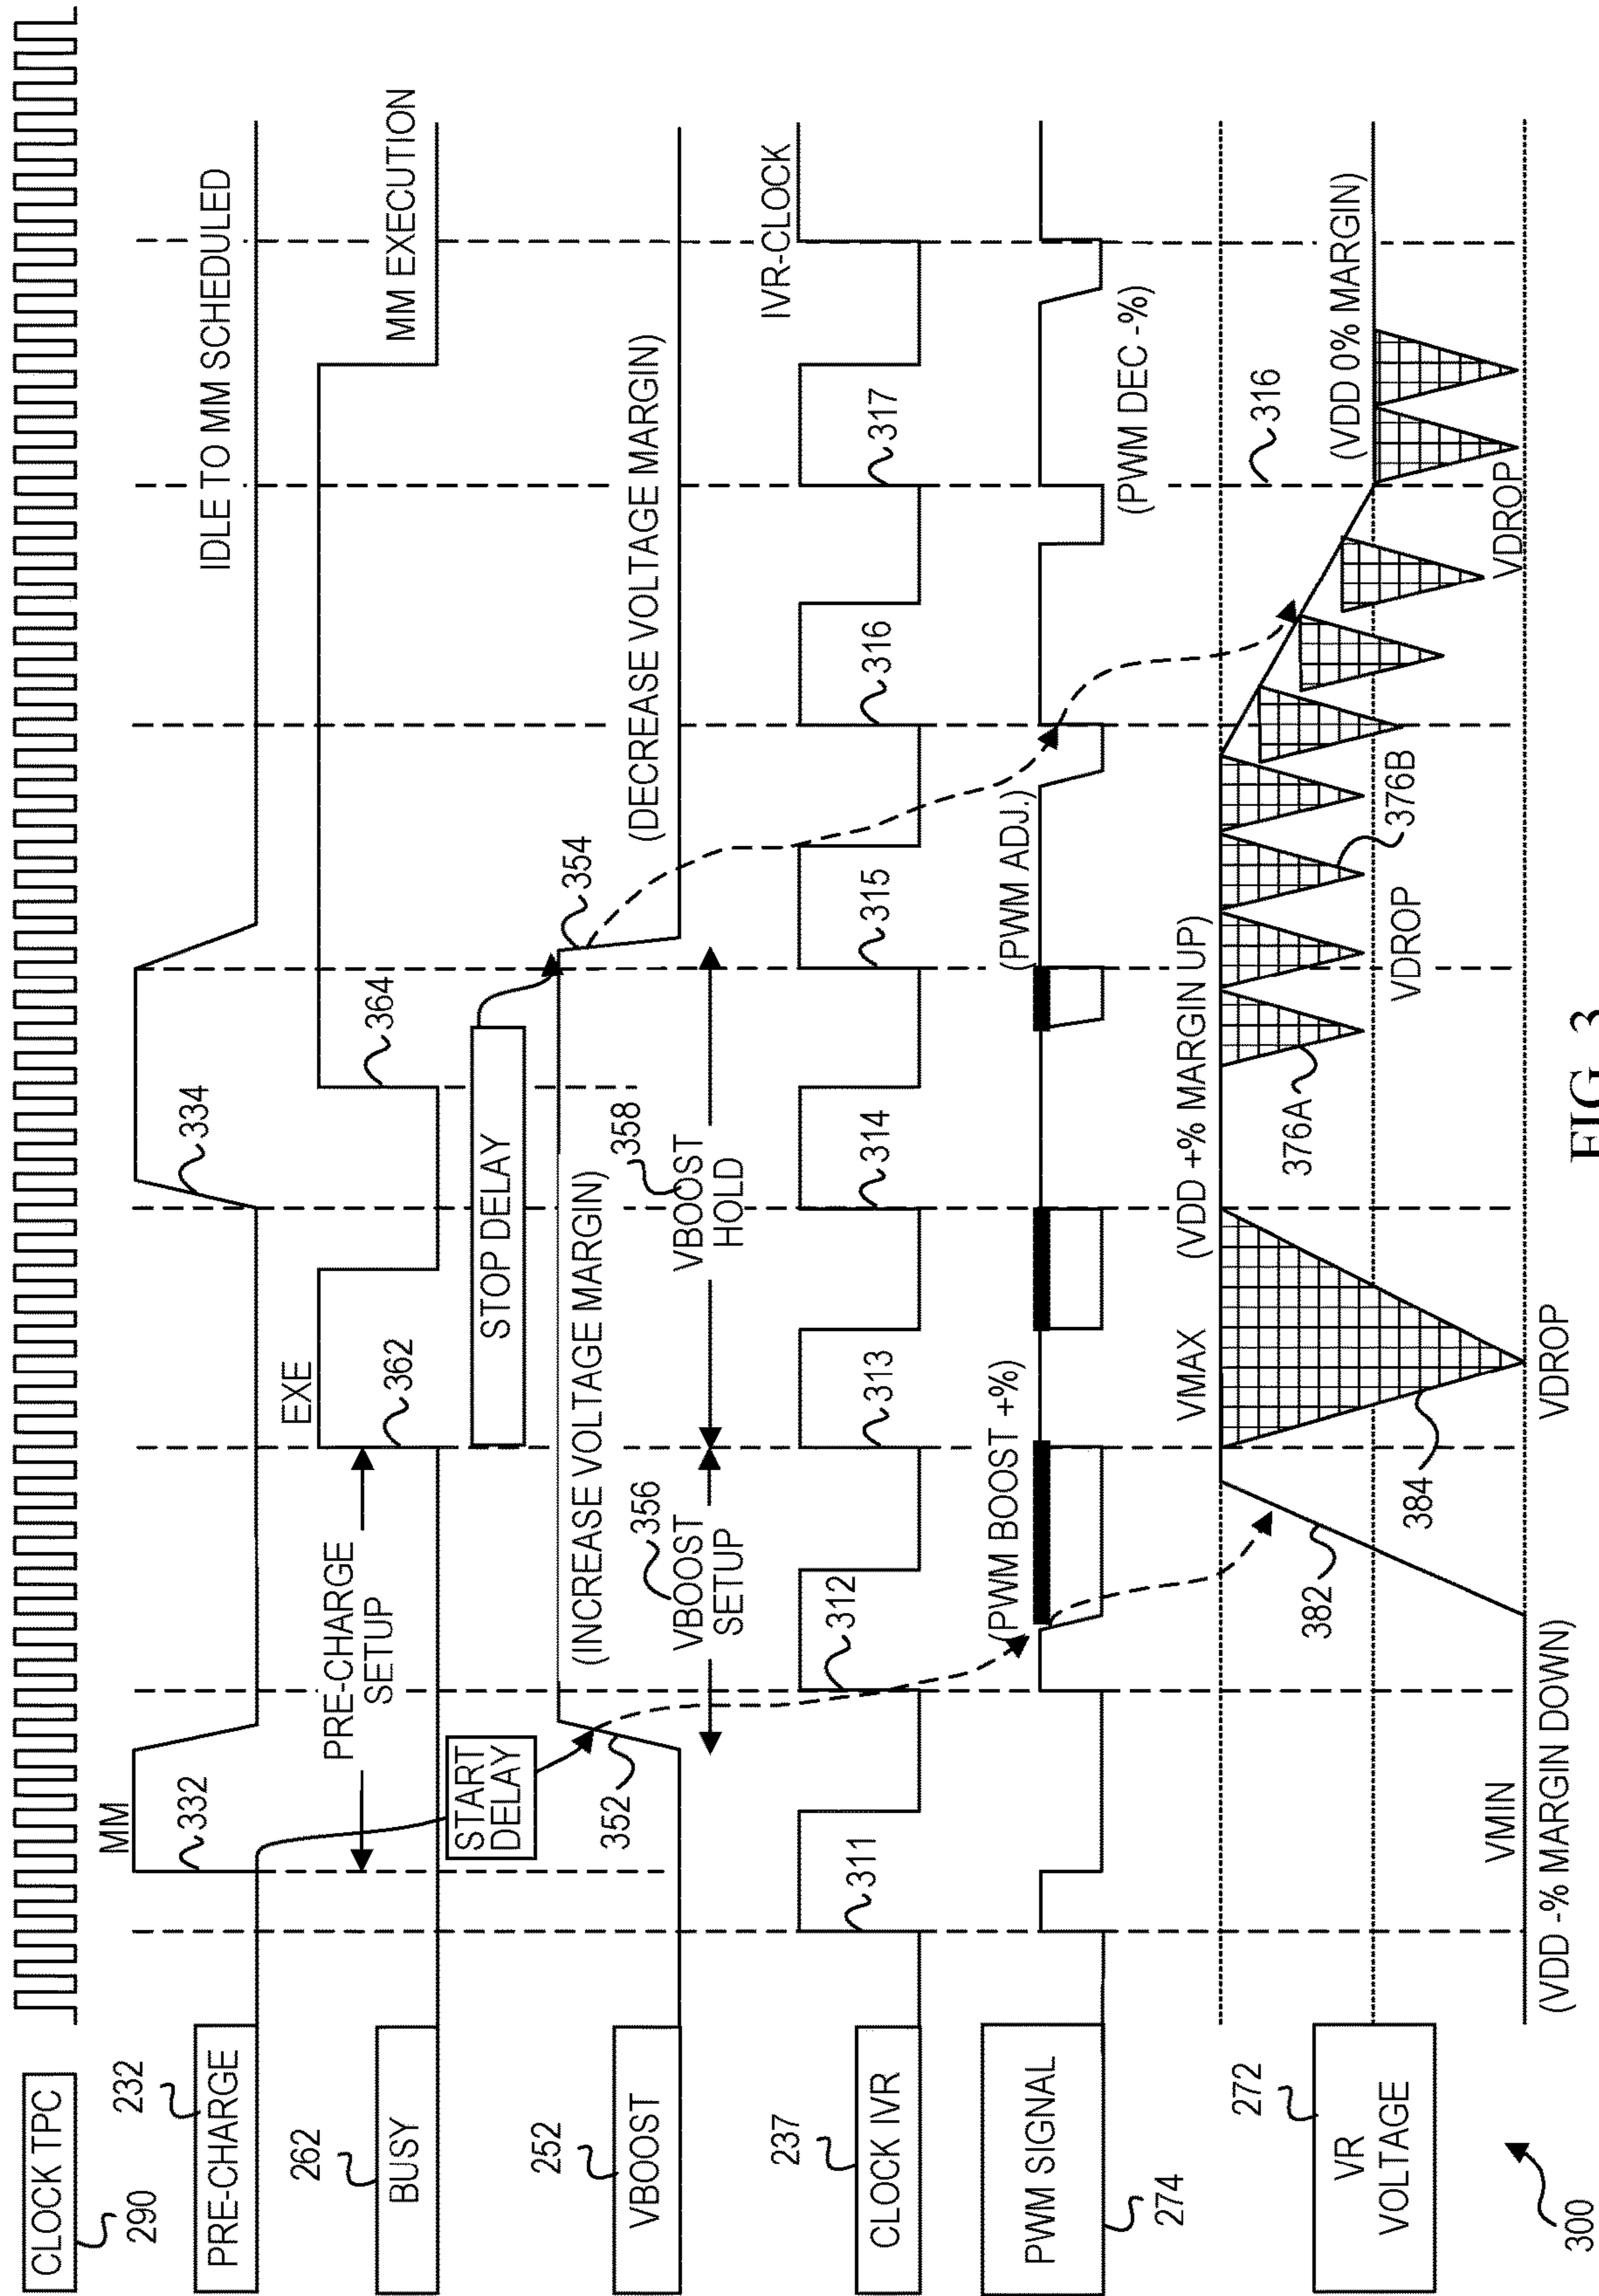 CLOCK TPC
290
232
PRE-CHARGE
MM
332
334
IDLE TO MM SCHEDULED
262
BUSY
PRE-CHARGE
SETUP
EXE
362
364
MM EXECUTION
START
DELAY
STOP DELAY
252
VBOOST
352
(INCREASE VOLTAGE MARGIN)
354
(DECREASE VOLTAGE MARGIN)
356
VBOOST
SETUP
358
VBOOST
HOLD
237
CLOCK IVR
311
312
313
314
315
316
317
IVR-CLOCK
PWM SIGNAL
274
(PWM BOOST +%)
(PWM ADJ.)
(PWM DEC -%)
272
VR
VOLTAGE
VMAX
(VDD +% MARGIN UP)
316
(VDD 0% MARGIN)
382
384
376A
376B
VDROP
VDROP
VMIN
(VDD -% MARGIN DOWN)
VDROP
300
FIG. 3